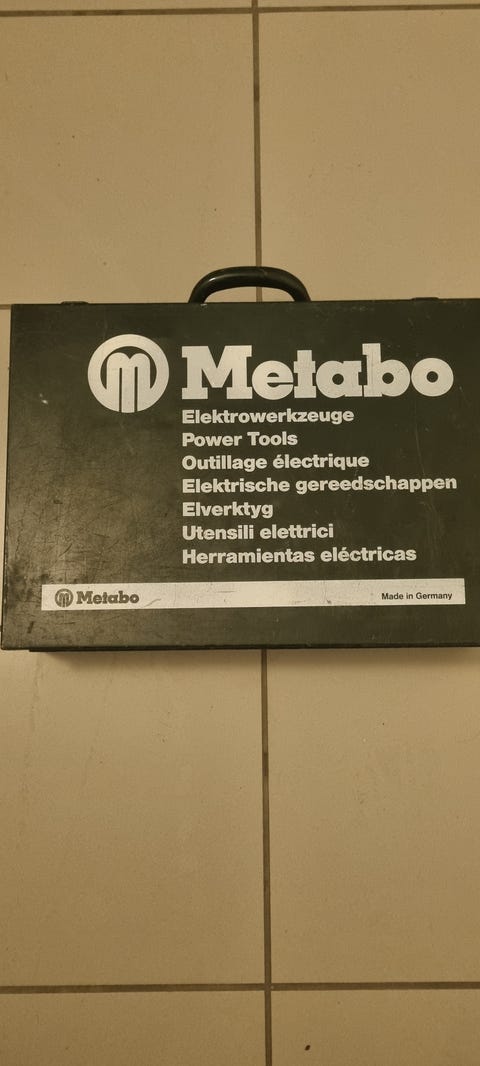 m Metabo
Elektrowerkzeuge
Power Tools
Outillage électrique
Elektrische gereedschappen
Elverktyg
Utensili elettrici
Herramientas eléctricas
m Metabo Made in Germany